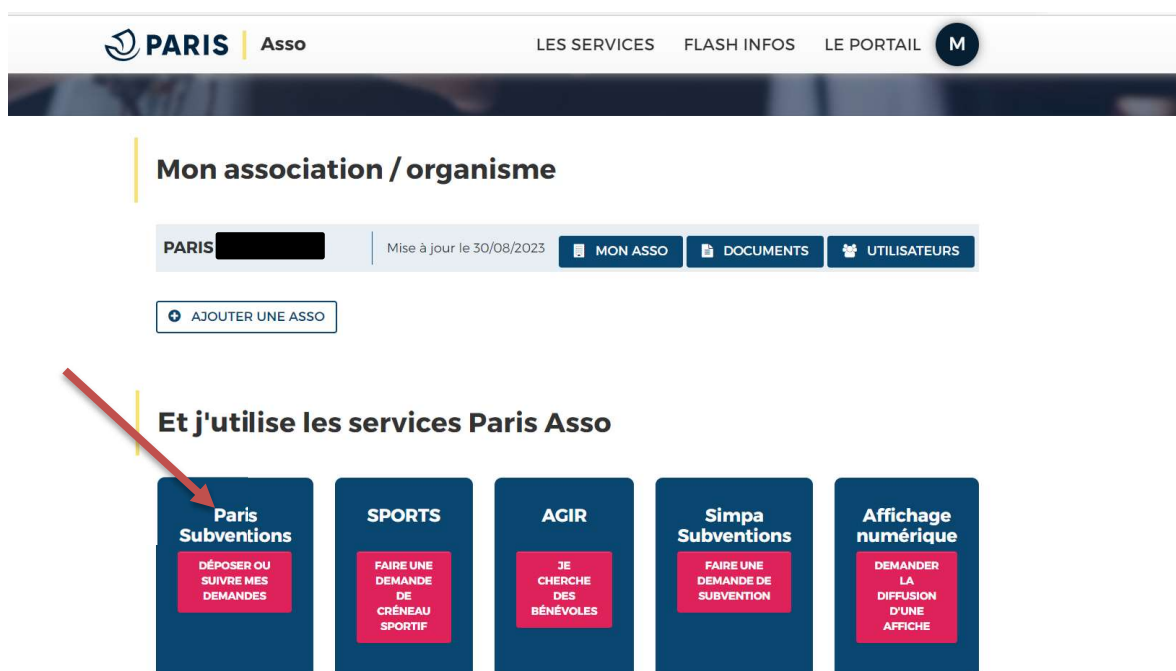 PARIS Asso LES SERVICES FLASH INFOS LE PORTAIL M
Mon association / organisme
PARIS Mise à jour le 30/08/2023 MON ASSO DOCUMENTS UTILISATEURS
AJOUTER UNE ASSO
Et j'utilise les services Paris Asso
Paris
Subventions
DÉPOSER OU
SUIVRE MES
DEMANDES
SPORTS
FAIRE UNE
DEMANDE
DE
CRÉNEAU
SPORTIF
AGIR
JE
CHERCHE
DES
BÉNÉVOLES
Simpa
Subventions
FAIRE UNE
DEMANDE DE
SUBVENTION
Affichage
numérique
DEMANDER
LA
DIFFUSION
D'UNE
AFFICHE